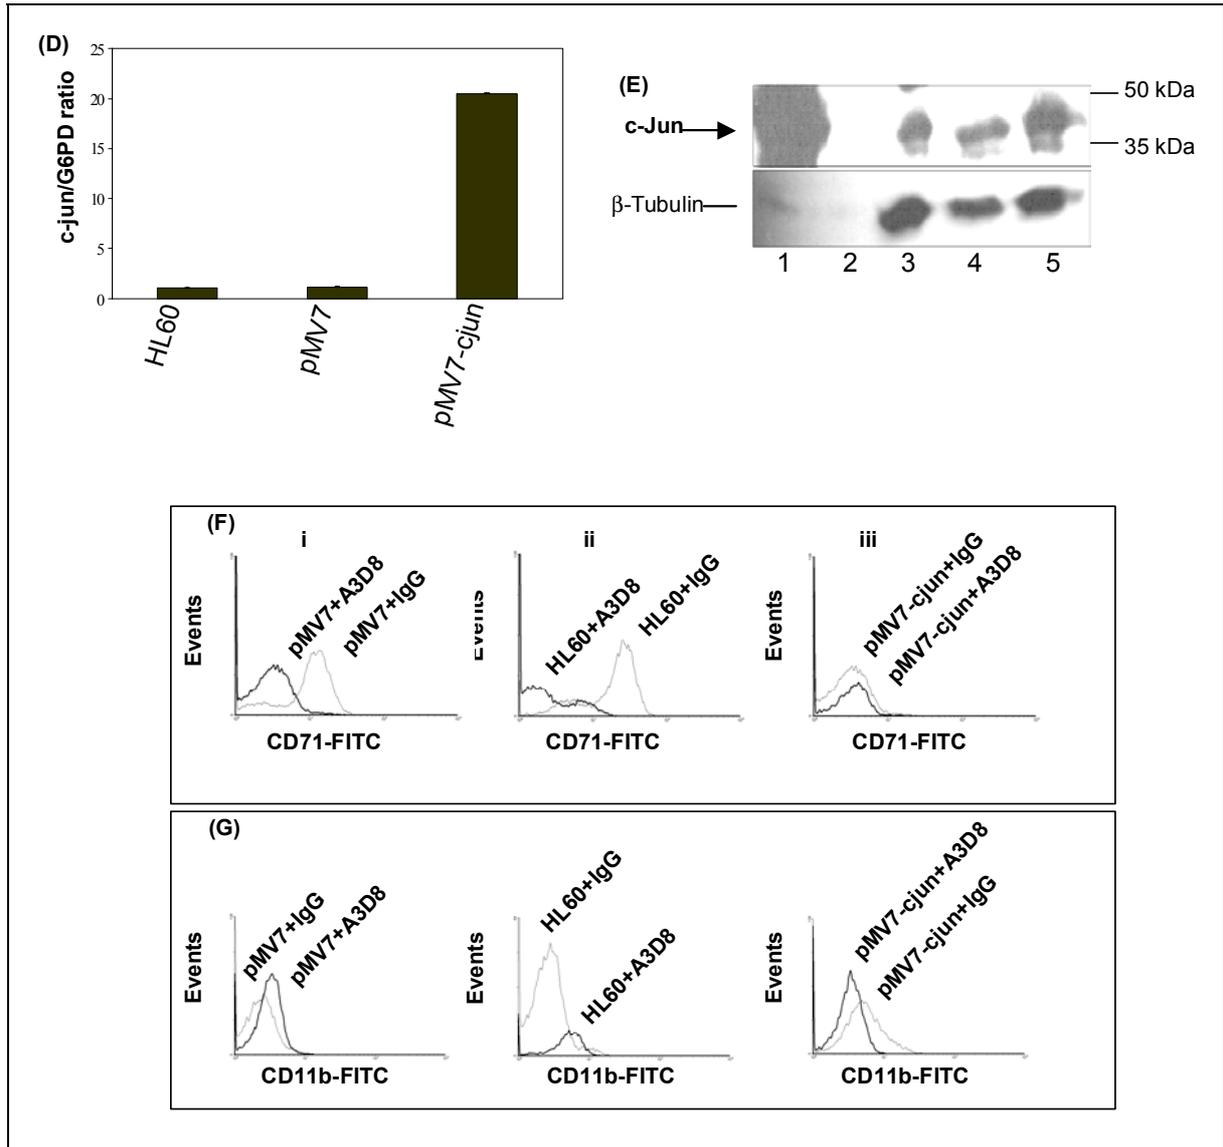 (D)
25
20
15
10
5
0
c-jun/G6PD ratio
HL60
pMV7
pMV7-cjun
(E)
c-Jun
50 kDa
35 kDa
β-Tubulin
1 2 3 4 5
(F)
i
ii
iii
Events
pMV7+A3D8
pMV7+IgG
CD71-FITC
Events
HL60+A3D8
HL60+IgG
CD71-FITC
Events
pMV7-cjun+IgG
pMV7-cjun+A3D8
CD71-FITC
(G)
Events
pMV7+IgG
pMV7+A3D8
CD11b-FITC
Events
HL60+IgG
HL60+A3D8
CD11b-FITC
Events
pMV7-cjun+A3D8
pMV7-cjun+IgG
CD11b-FITC